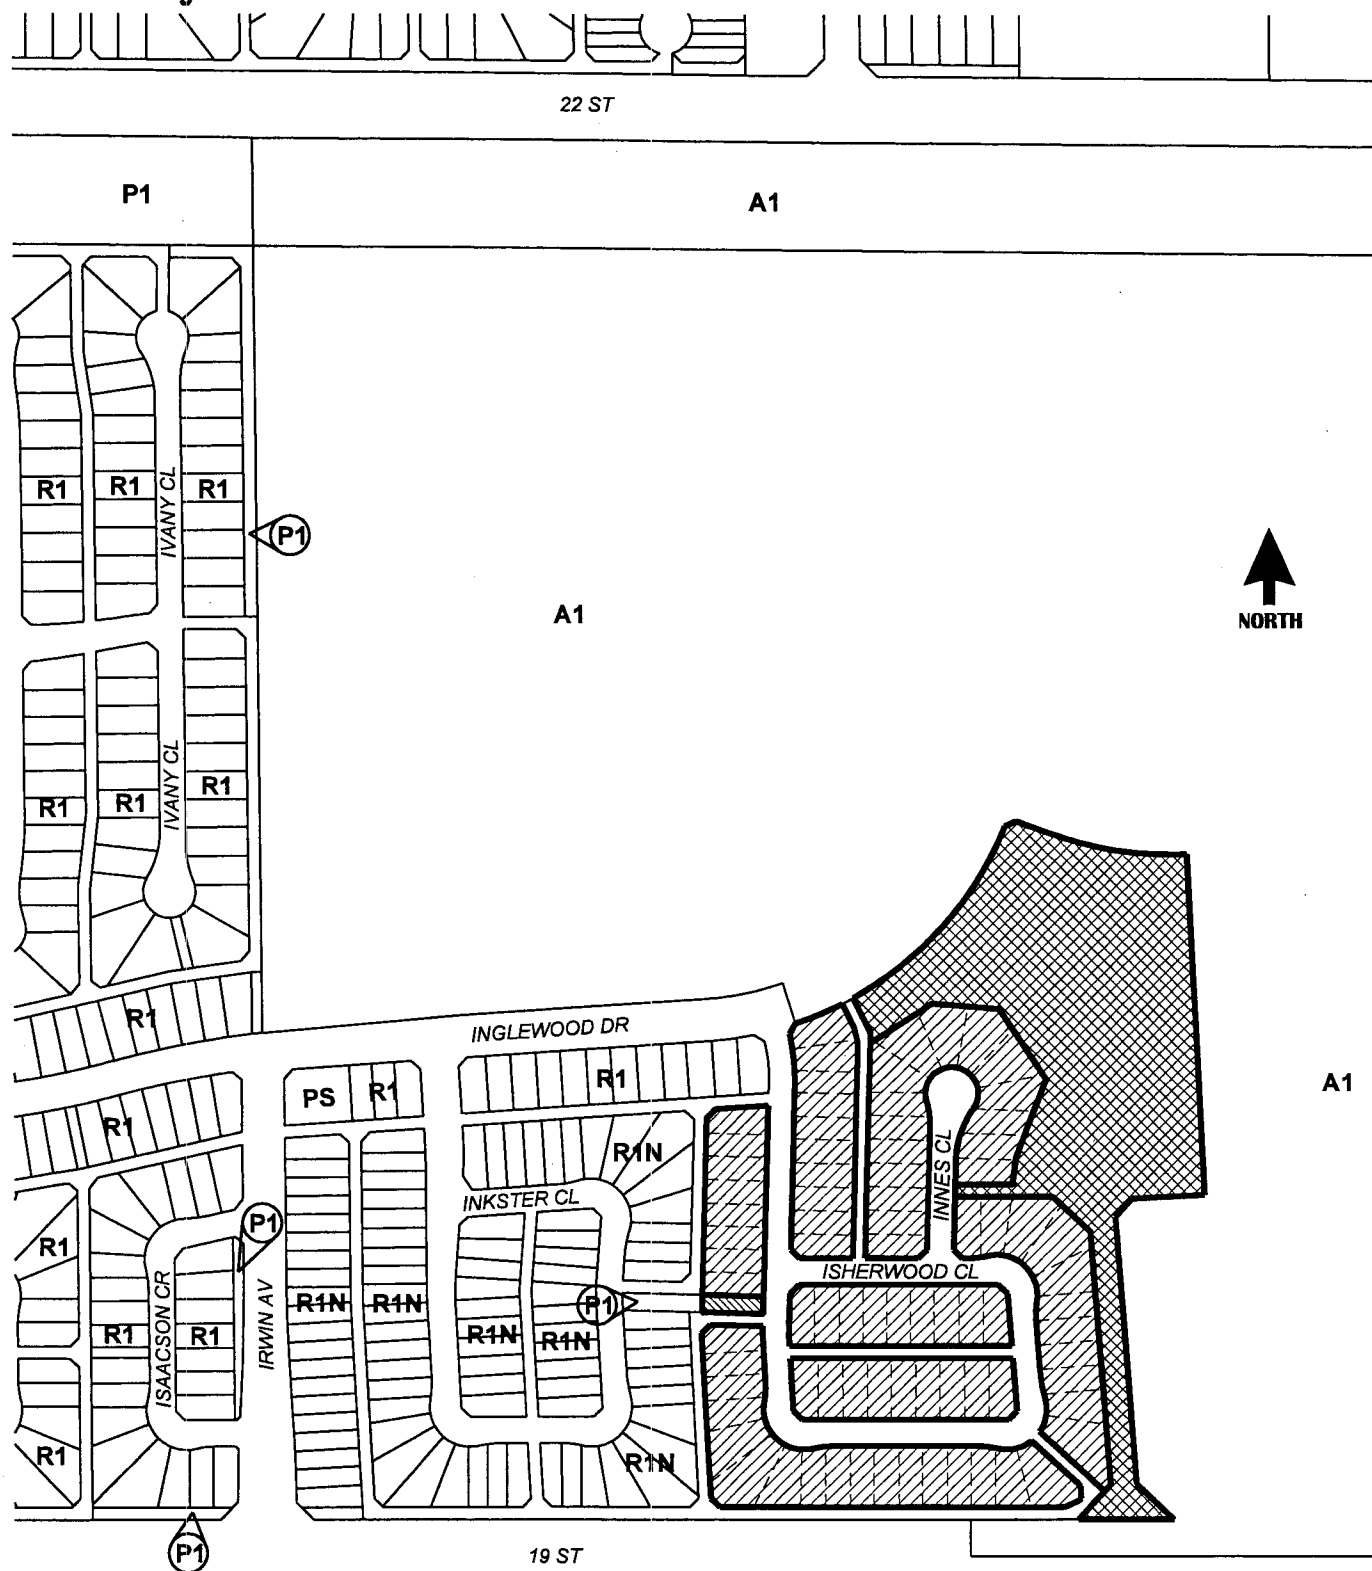 22 ST
P1
A1
R1
R1
R1
IVANY CL
P1
A1
NORTH
R1
R1
R1
IVANY CL
R1
INGLEWOOD DR
R1
PS
R1
R1
A1
R1N
INNES CL
INKSTER CL
P1
R1
ISHERWOOD CL
R1N
R1N
P1
R1
R1
R1N
R1N
ISAACSON CR
IRWIN AV
R1
R1N
P1
19 ST